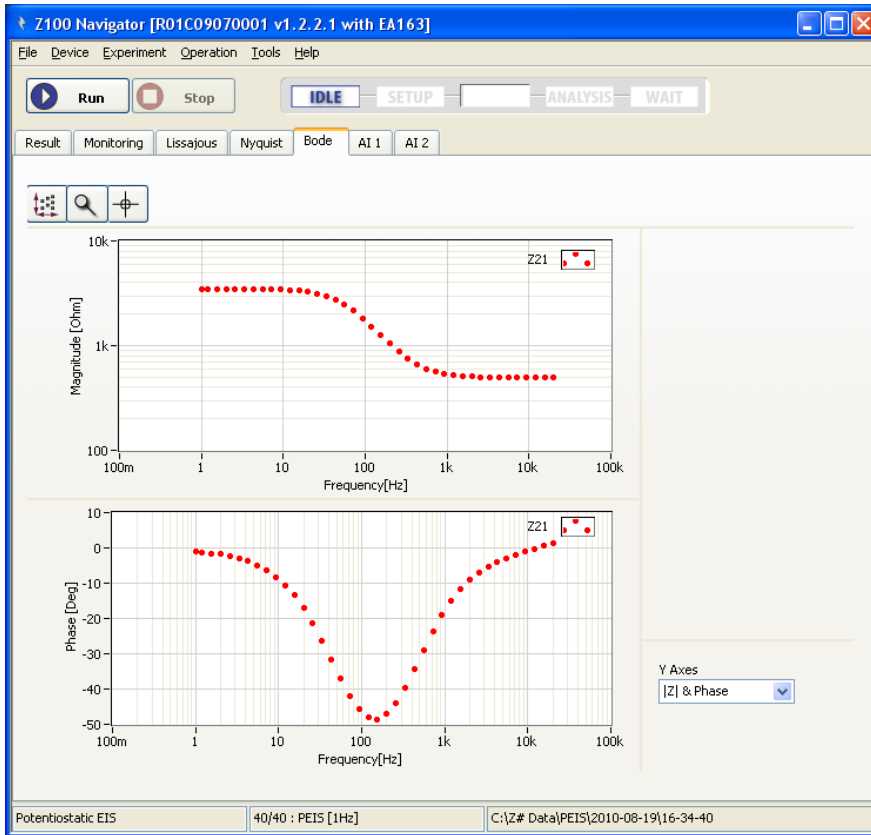 Z100 Navigator [R01C09070001 v1.2.2.1 with EA163]
File Device Experiment Operation Tools Help
Run Stop IDLE SETUP ANALYSIS WAIT
Result Monitoring Lissajous Nyquist Bode AI 1 AI 2
Z21
10k
1k
100
Magnitude [Ohm]
100m 1 10 100 1k 10k 100k
Frequency[Hz]
Z21
10
0
-10
-20
-30
-40
-50
Phase [Deg]
100m 1 10 100 1k 10k 100k
Frequency[Hz]
Y Axes
|Z| & Phase
Potentiostatic EIS 40/40 : PEIS [1Hz] C:\Z# Data\PEIS\2010-08-19\16-34-40